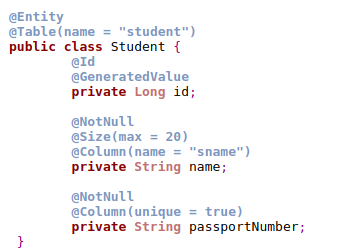 @Entity
@Table(name = "student")
public class Student {
@Id
@GeneratedValue
private Long id;
@NotNull
@Size(max = 20)
@Column(name = "sname")
private String name;
@NotNull
@Column(unique = true)
private String passportNumber;
}